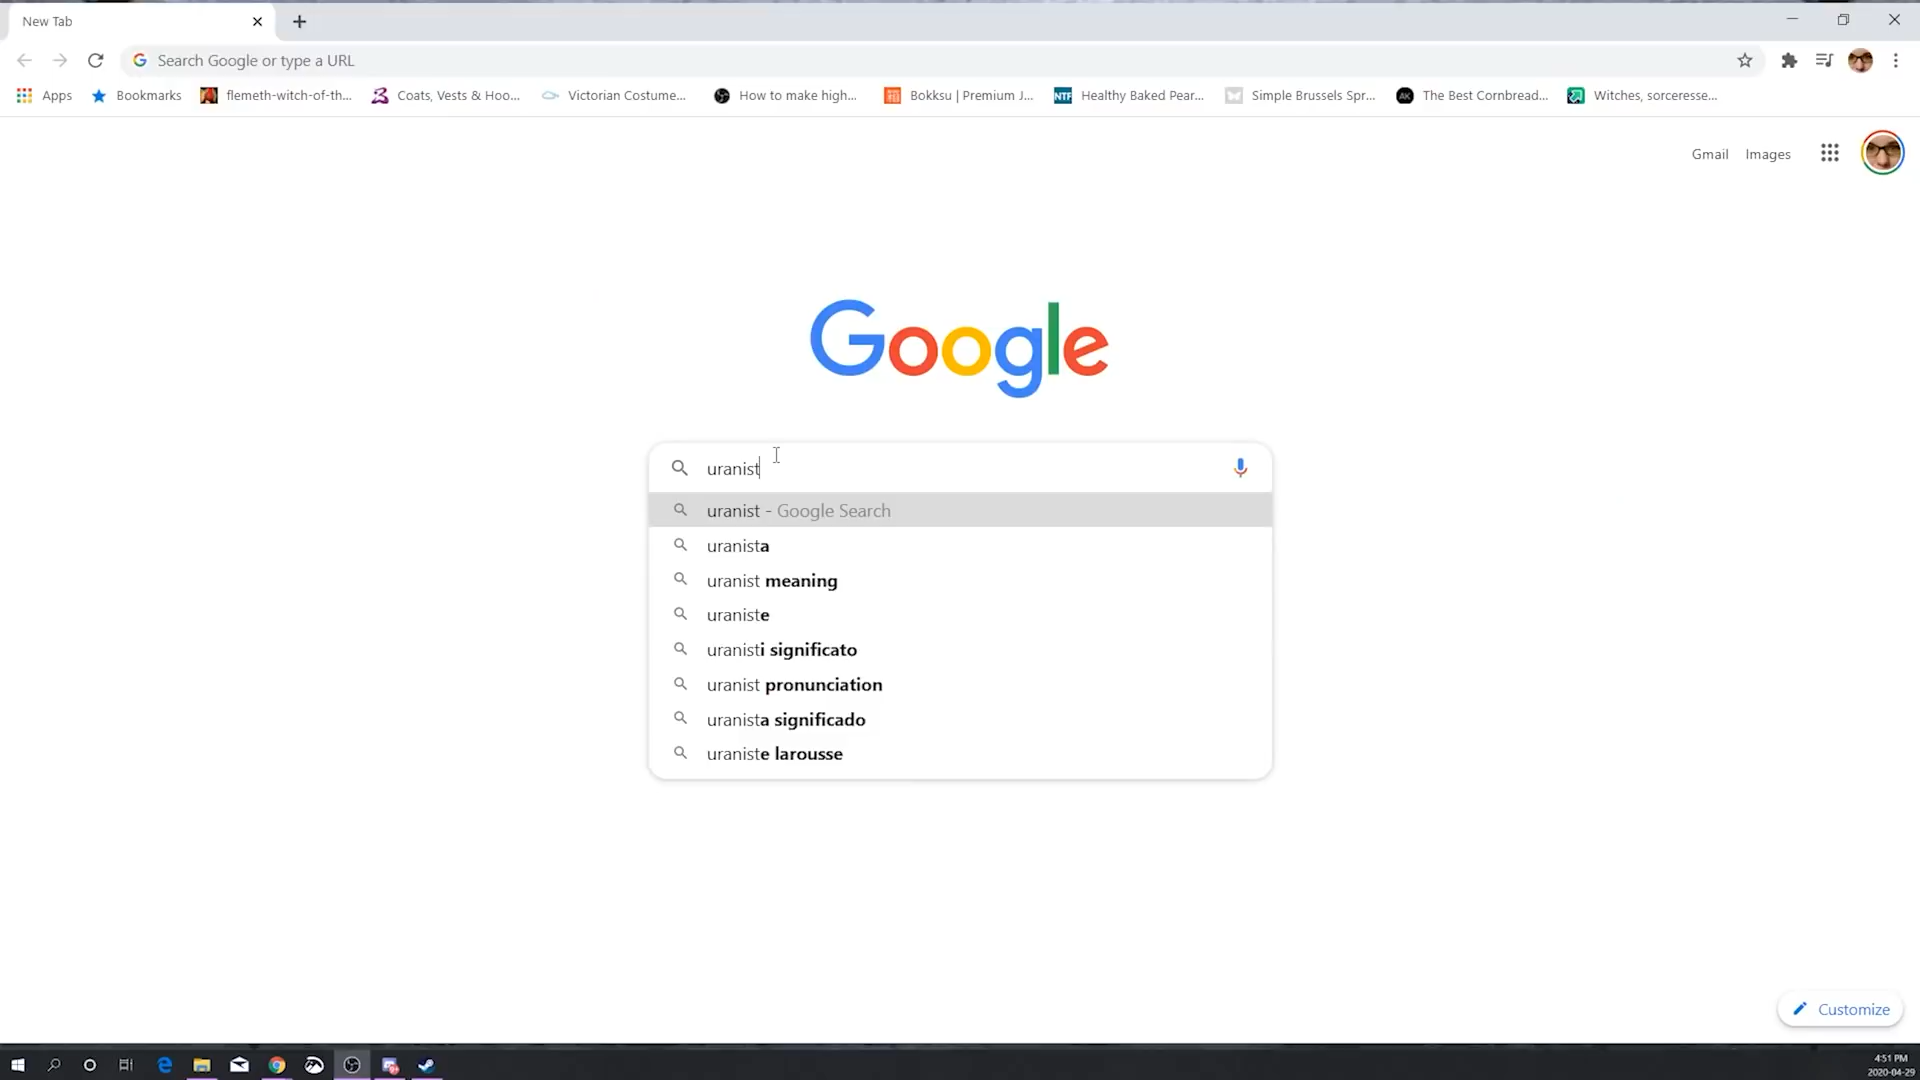 New Tab
Search Google or type a URL
Apps
Bookmarks
flemeth-witch-of-th...
Coats, Vests & Hoo...
Victorian Costume...
How to make high...
Bokksu | Premium J...
NTF
Healthy Baked Pear...
Simple Brussels Spr...
AK
The Best Cornbread...
Witches, sorceresse...
Gmail
Images
Google
uranist
uranist - Google Search
uranista
uranist meaning
uraniste
uranisti significato
uranist pronunciation
uranista significado
uraniste larousse
Customize
4:51 PM
2020-04-29